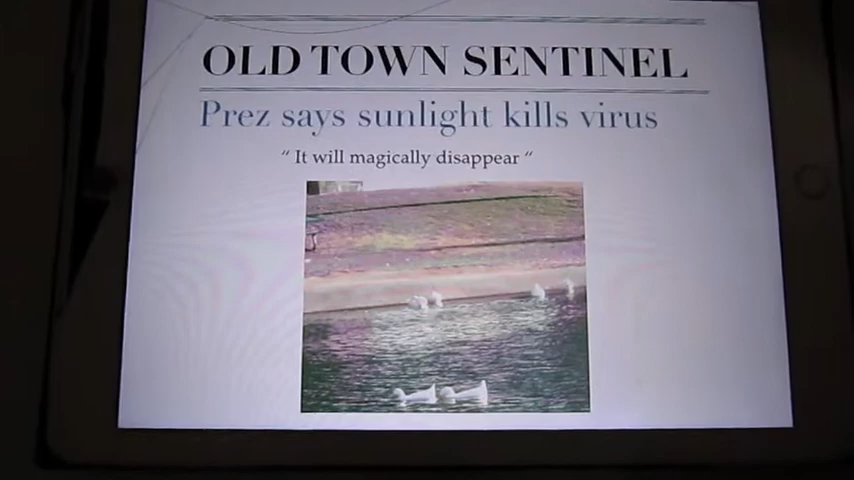 OLD TOWN SENTINEL
Prez says sunlight kills virus
“ It will magically disappear “